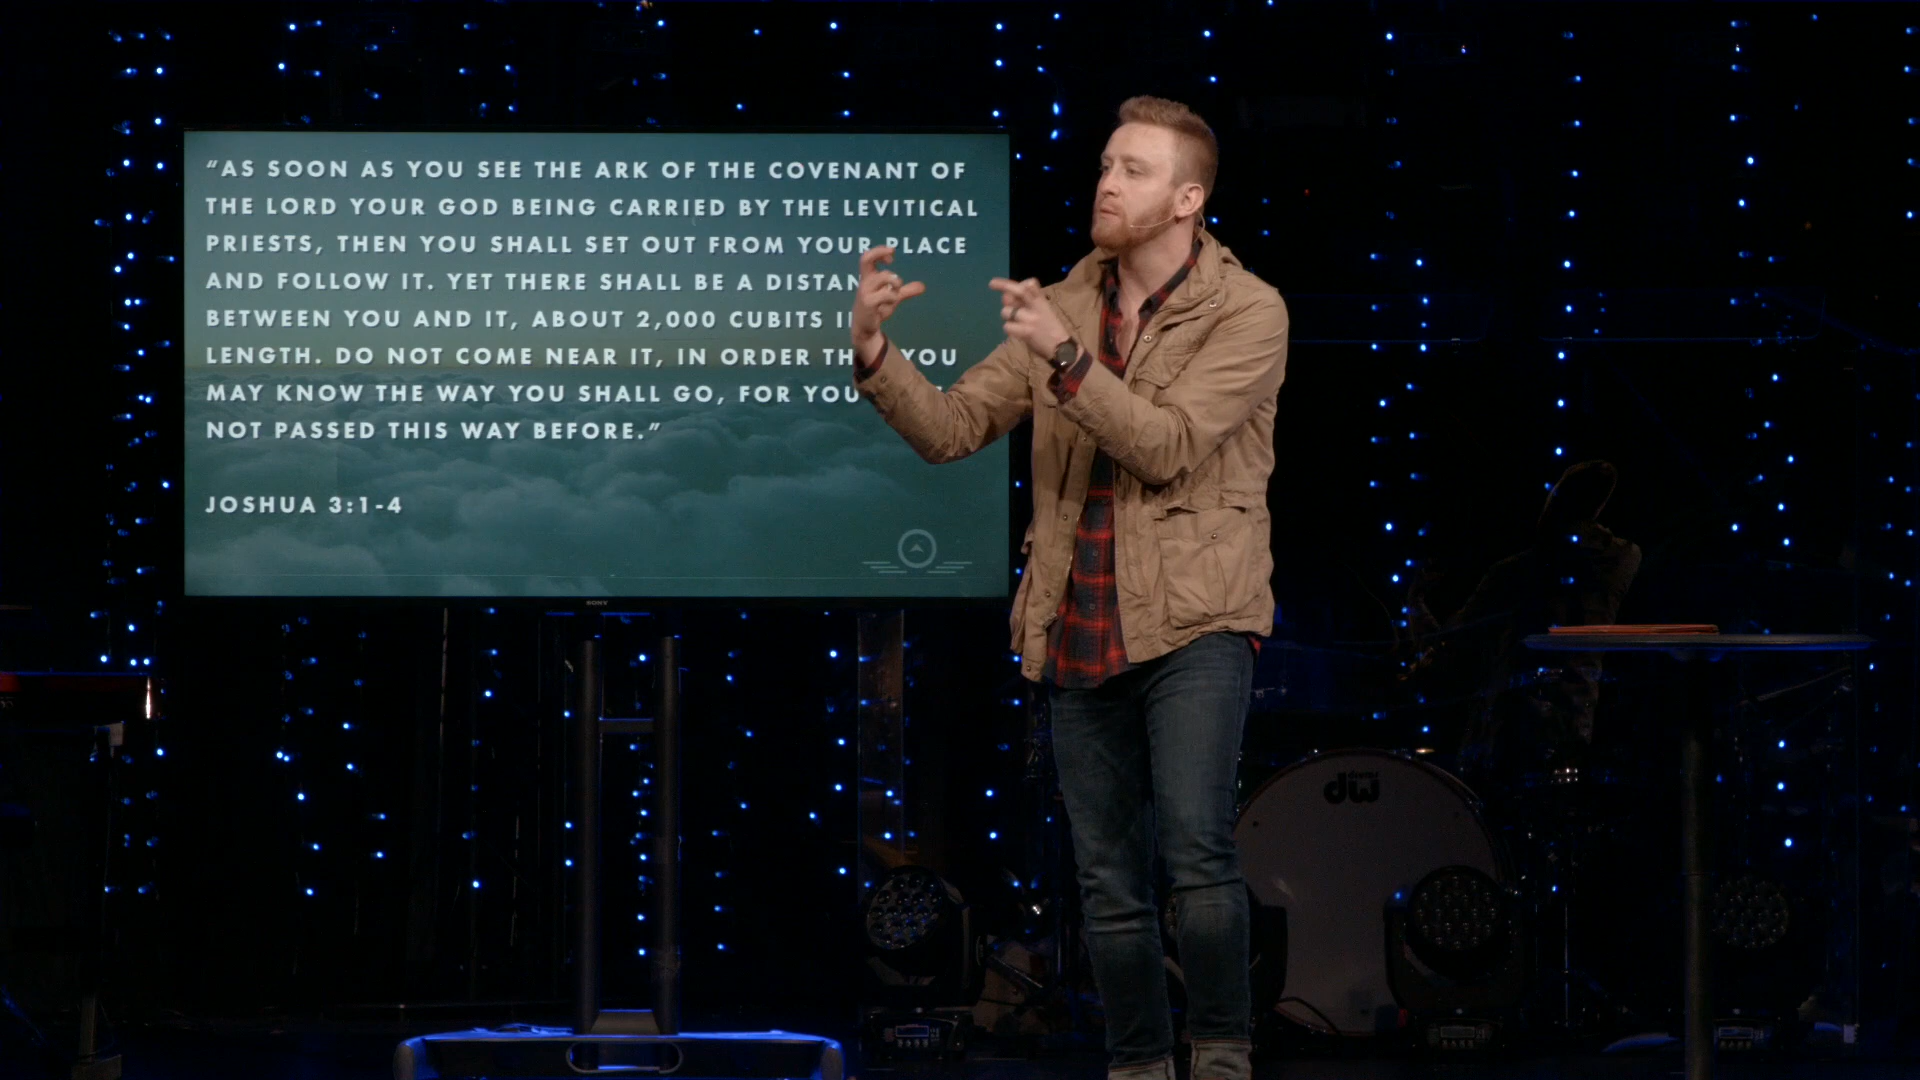 “AS SOON AS YOU SEE THE ARK OF THE COVENANT OF
THE LORD YOUR GOD BEING CARRIED BY THE LEVITICAL
PRIESTS, THEN YOU SHALL SET OUT FROM YOUR PLACE
AND FOLLOW IT. YET THERE SHALL BE A DISTAN
BETWEEN YOU AND IT, ABOUT 2,000 CUBITS
LENGTH. DO NOT COME NEAR IT, IN ORDER TH YOU
MAY KNOW THE WAY YOU SHALL GO, FOR YOU
NOT PASSED THIS WAY BEFORE.”
JOSHUA 3:1-4
SONY
drums
dw